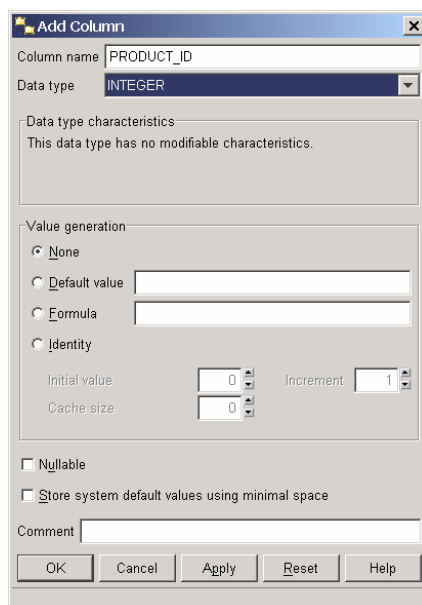 Add Column
Column name PRODUCT_ID
Data type INTEGER
Data type characteristics
This data type has no modifiable characteristics.
Value generation
None
Default value
Formula
Identity
Initial value 0 Increment 1
Cache size 0
Nullable
Store system default values using minimal space
Comment
OK Cancel Apply Reset Help